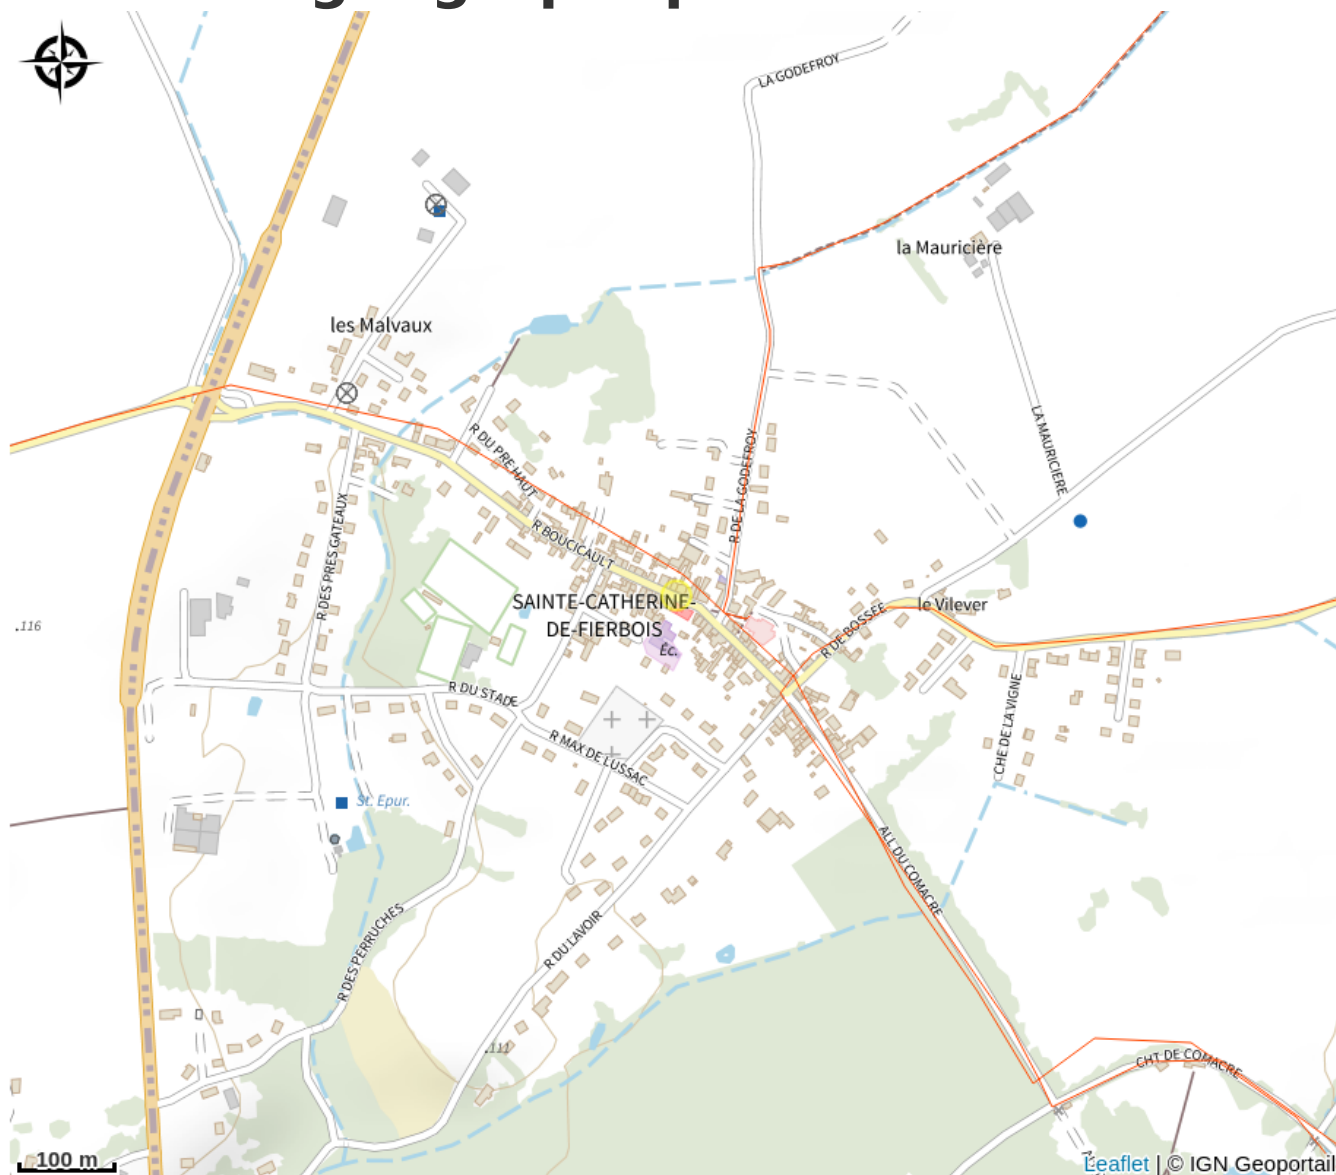 LA GODEFROY
la Mauricière
les Malvaux
LA MAURICIERE
R DU PRE HAUT
R DE LA GODEFROY
R DES PRES GATEAUX
R BOUCICAULT
SAINTE-CATHERINE-
DE-FIERBOIS
Éc.
le Vilever
R DE BOSSEE
.116
R DU STADE
R MAX DE LUSSAC
CHE DE LA VIGNE
St. Epur.
ALL DU COMACRE
R DES PERRUCHES
R DU LAVOIR
.111
CHT DE COMACRE
100 m
Leaflet | © IGN Geoportail